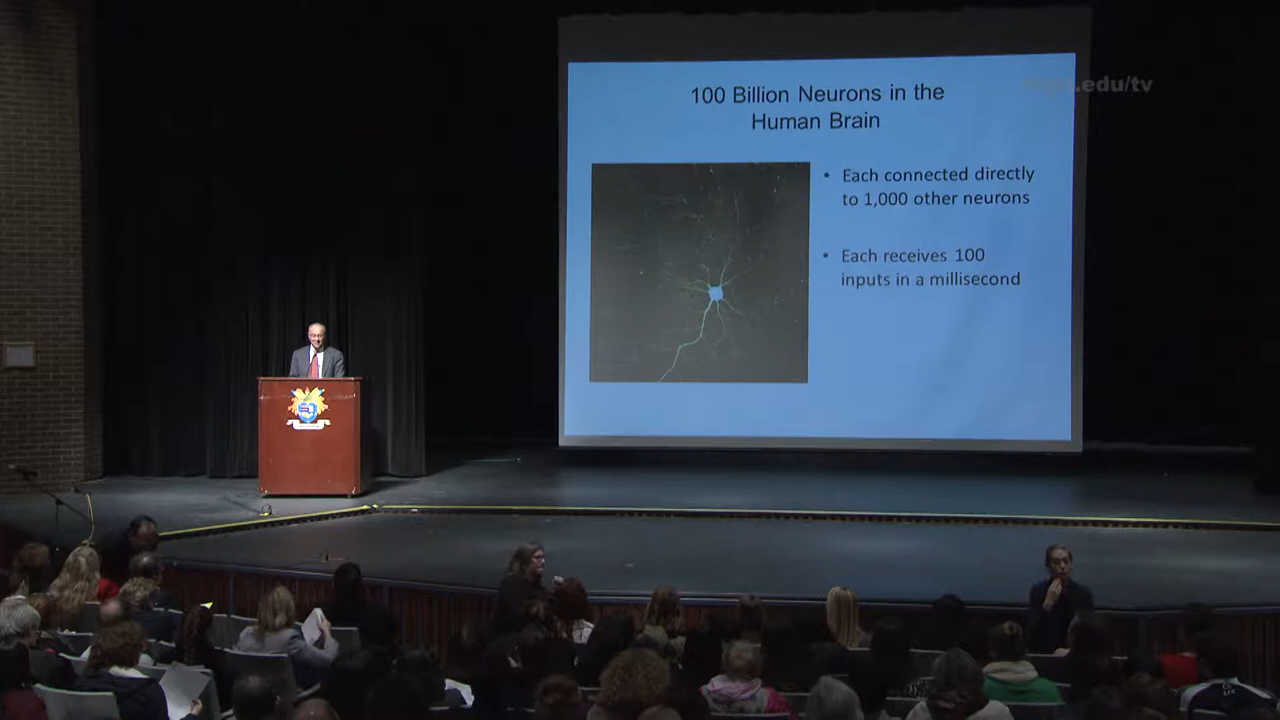 100 Billion Neurons in the
Human Brain
• Each connected directly
to 1,000 other neurons
• Each receives 100
inputs in a millisecond